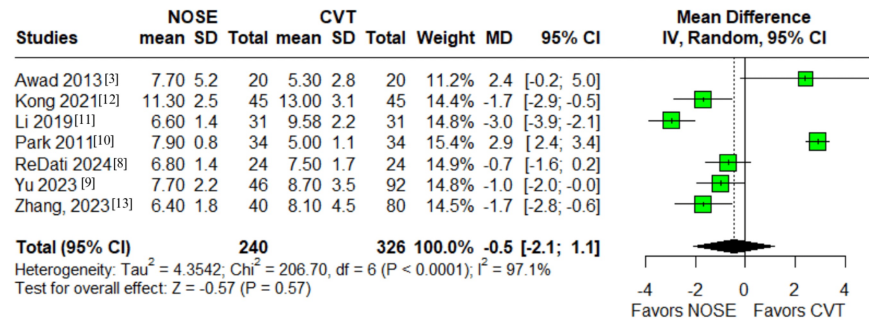 NOSE CVT Mean Difference
Studies mean SD Total mean SD Total Weight MD 95% CI IV, Random, 95% CI
Awad 2013[3] 7.70 5.2 20 5.30 2.8 20 11.2% 2.4 [-0.2; 5.0]
Kong 2021[12] 11.30 2.5 45 13.00 3.1 45 14.4% -1.7 [-2.9; -0.5]
Li 2019[11] 6.60 1.4 31 9.58 2.2 31 14.8% -3.0 [-3.9; -2.1]
Park 2011[10] 7.90 0.8 34 5.00 1.1 34 15.4% 2.9 [ 2.4; 3.4]
ReDati 2024[8] 6.80 1.4 24 7.50 1.7 24 14.9% -0.7 [-1.6; 0.2]
Yu 2023 [9] 7.70 2.2 46 8.70 3.5 92 14.8% -1.0 [-2.0; -0.0]
Zhang, 2023[13] 6.40 1.8 40 8.10 4.5 80 14.5% -1.7 [-2.8; -0.6]
Total (95% CI) 240 326 100.0% -0.5 [-2.1; 1.1]
Heterogeneity: Tau² = 4.3542; Chi² = 206.70, df = 6 (P < 0.0001); I² = 97.1%
Test for overall effect: Z = -0.57 (P = 0.57)
-4 -2 0 2 4
Favors NOSE Favors CVT